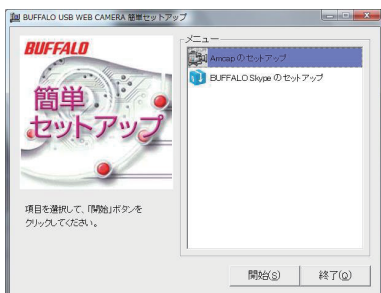 BUFFALO USB WEB CAMERA 簡単セットアップ
BUFFALO
簡単
セットアップ
項目を選択して、「開始」ボタンを
クリックしてください。
メニュー
Amcap のセットアップ
BUFFALO Skype のセットアップ
開始(S)
終了(Q)